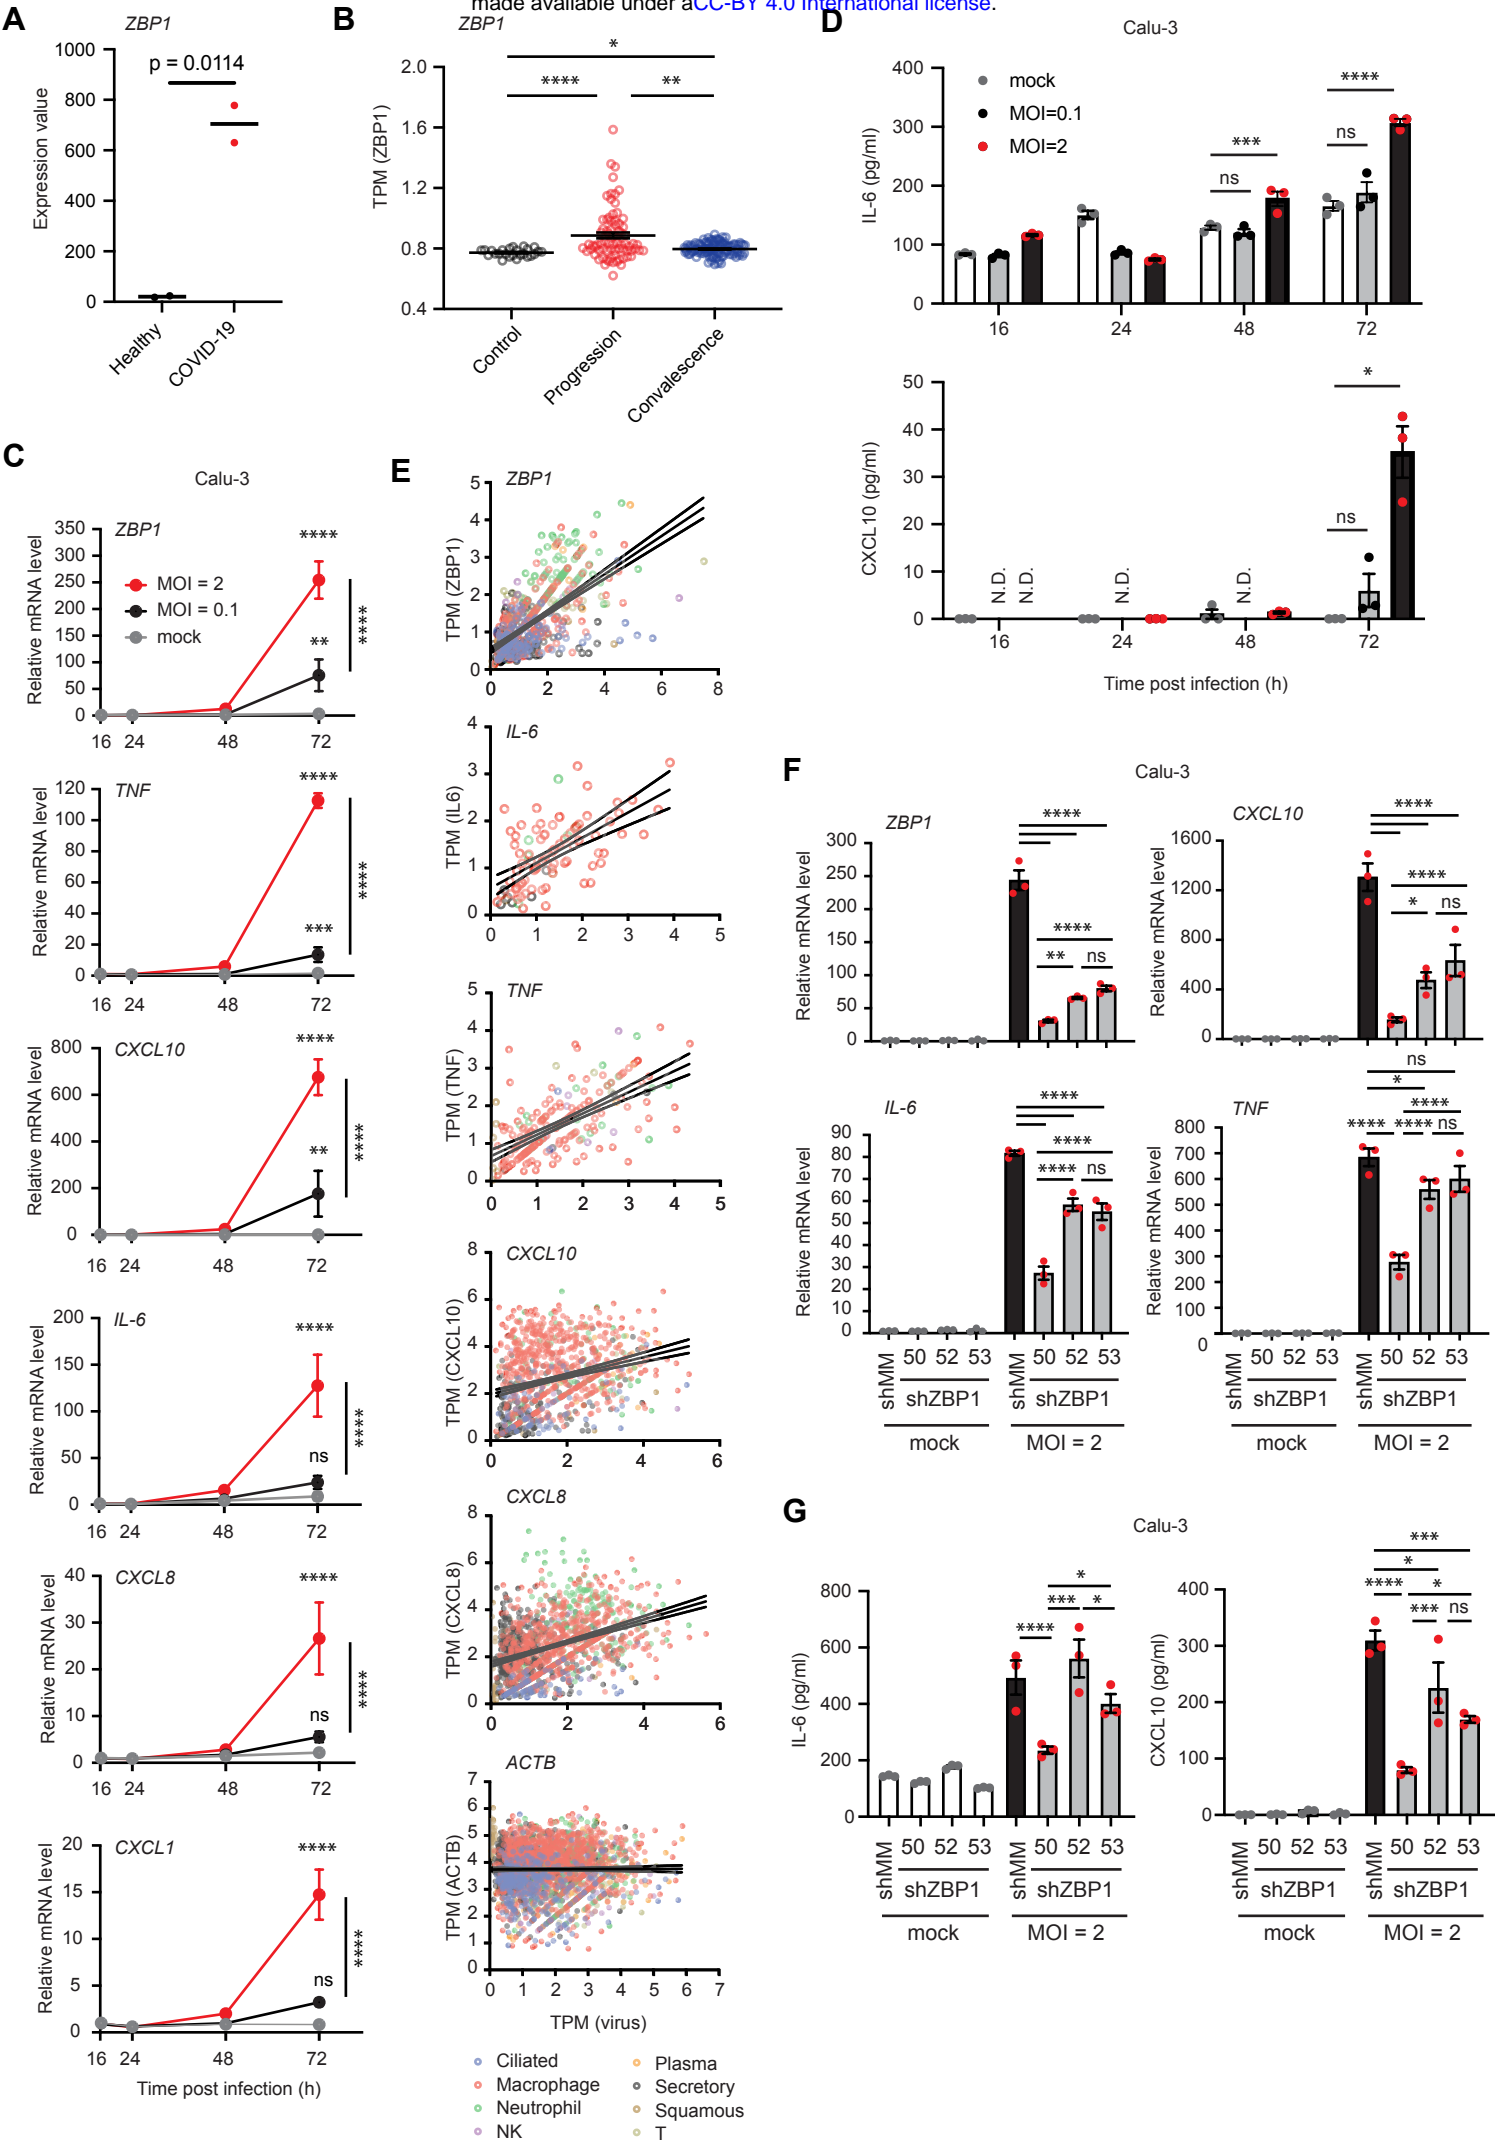 made available under aCC-BY 4.0 International license.
A
ZBP1
p = 0.0114
Expression value
1000
800
600
400
200
0
Healthy
COVID-19
B
ZBP1
*
****
**
TPM (ZBP1)
2.0
1.6
1.2
0.8
0.4
Control
Progression
Convalescence
C
Calu-3
ZBP1
Relative mRNA level
350
300
250
200
150
100
50
0
MOI = 2
MOI = 0.1
mock
****
**
****
16 24 48 72
TNF
Relative mRNA level
120
100
80
60
40
20
0
****
***
****
16 24 48 72
CXCL10
Relative mRNA level
800
600
400
200
0
****
**
****
16 24 48 72
IL-6
Relative mRNA level
200
150
100
50
0
****
ns
****
16 24 48 72
CXCL8
Relative mRNA level
40
30
20
10
0
****
ns
****
16 24 48 72
CXCL1
Relative mRNA level
20
15
10
5
0
****
ns
****
16 24 48 72
Time post infection (h)
D
Calu-3
IL-6 (pg/ml)
400
300
200
100
0
mock
MOI=0.1
MOI=2
***
ns
****
ns
16 24 48 72
CXCL10 (pg/ml)
50
40
30
20
10
0
N.D.
N.D.
N.D.
N.D.
ns
*
16 24 48 72
Time post infection (h)
E
ZBP1
TPM (ZBP1)
5
4
3
2
1
0
0 2 4 6 8
IL-6
TPM (IL6)
4
3
2
1
0
0 1 2 3 4 5
TNF
TPM (TNF)
5
4
3
2
1
0
0 1 2 3 4 5
CXCL10
TPM (CXCL10)
8
6
4
2
0
0 2 4 6
CXCL8
TPM (CXCL8)
8
6
4
2
0
0 2 4 6
ACTB
TPM (ACTB)
7
6
5
4
3
2
1
0
0 1 2 3 4 5 6 7
TPM (virus)
Ciliated
Macrophage
Neutrophil
NK
Plasma
Secretory
Squamous
T
F
Calu-3
ZBP1
Relative mRNA level
300
250
200
150
100
50
0
****
****
** ns
CXCL10
Relative mRNA level
1600
1200
800
400
0
****
****
* ns
IL-6
Relative mRNA level
90
80
70
60
50
40
30
20
10
0
****
****
**** ns
shMM 50 52 53 shMM 50 52 53
shZBP1 shZBP1
mock MOI = 2
TNF
Relative mRNA level
800
700
600
500
400
300
200
100
0
ns
*
****
**** **** ns
shMM 50 52 53 shMM 50 52 53
shZBP1 shZBP1
mock MOI = 2
G
Calu-3
IL-6 (pg/ml)
800
600
400
200
0
*
*** *
****
shMM 50 52 53 shMM 50 52 53
shZBP1 shZBP1
mock MOI = 2
CXCL10 (pg/ml)
400
300
200
100
0
***
*
**** *
*** ns
shMM 50 52 53 shMM 50 52 53
shZBP1 shZBP1
mock MOI = 2